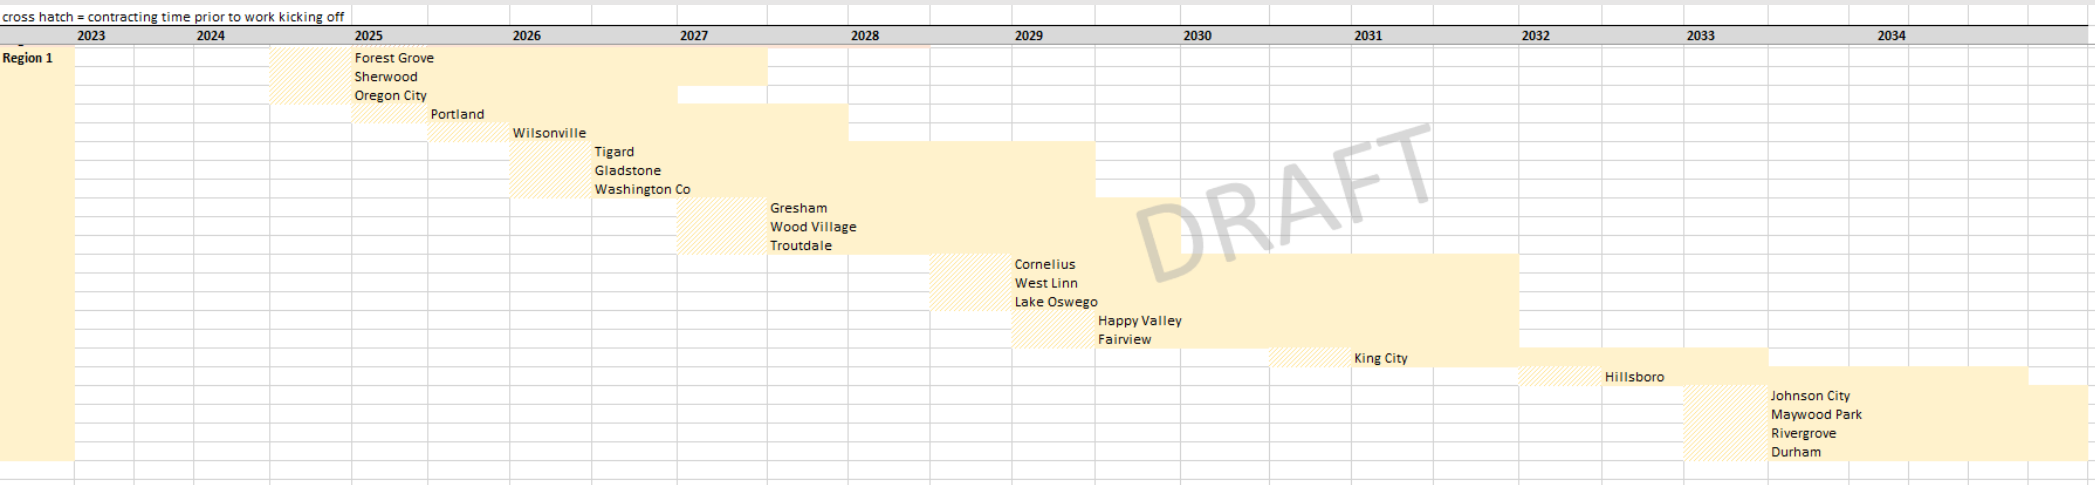 cross hatch = contracting time prior to work kicking off
2023 2024 2025 2026 2027 2028 2029 2030 2031 2032 2033 2034
Region 1 Forest Grove
Sherwood
Oregon City
Portland
Wilsonville
Tigard
Gladstone
Washington Co
Gresham
Wood Village
Troutdale
Cornelius
West Linn
Lake Oswego
Happy Valley
Fairview
King City
Hillsboro
Johnson City
Maywood Park
Rivergrove
Durham
DRAFT